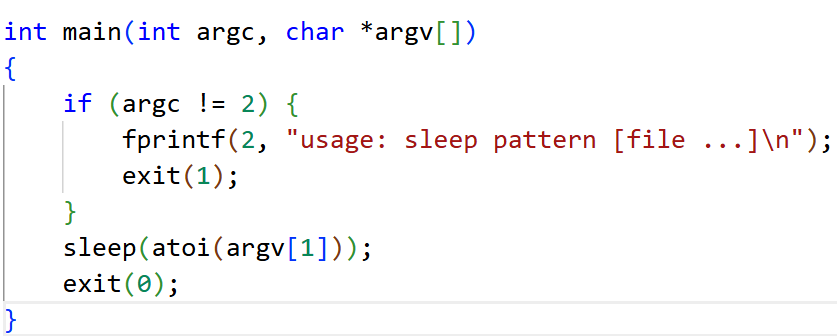 int main(int argc, char *argv[])
{
    if (argc != 2) {
        fprintf(2, "usage: sleep pattern [file ...]\n");
        exit(1);
    }
    sleep(atoi(argv[1]));
    exit(0);
}